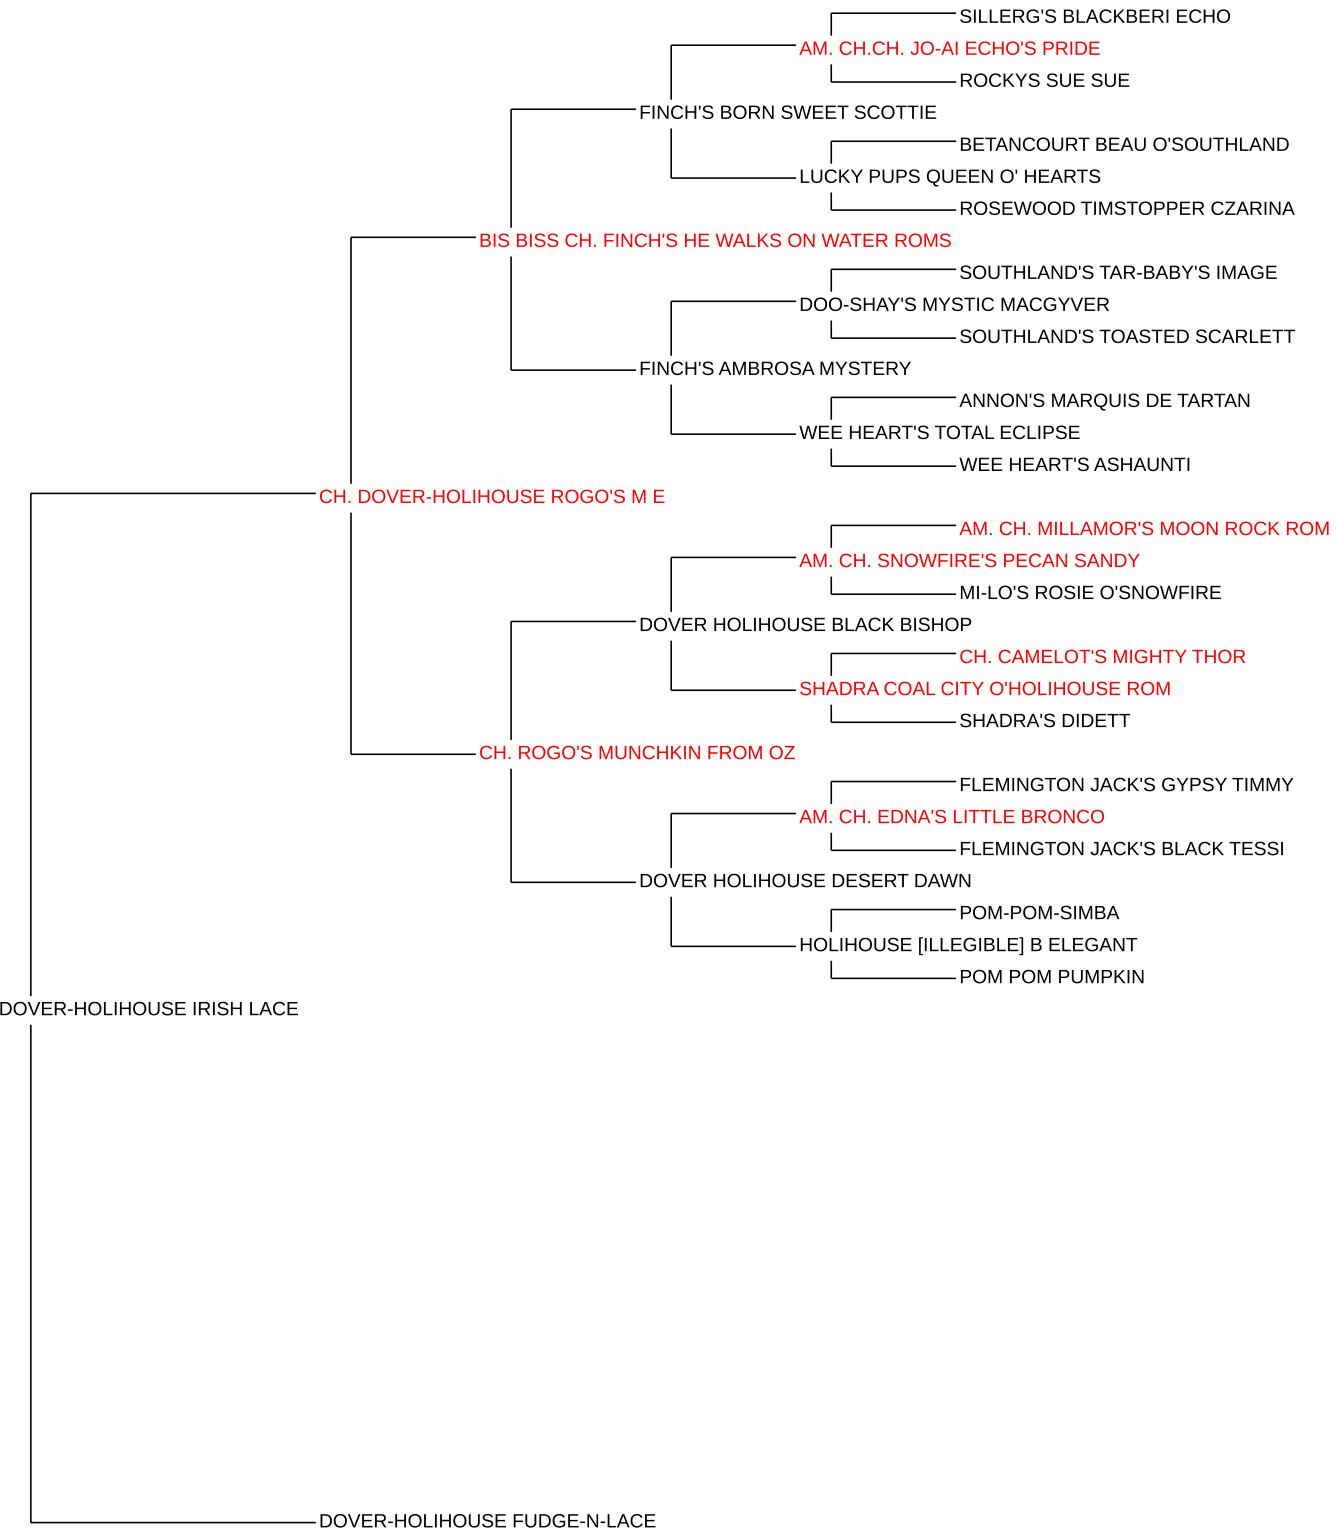 SILLERG'S BLACKBERI ECHO
AM. CH.CH. JO-AI ECHO'S PRIDE
ROCKYS SUE SUE
FINCH'S BORN SWEET SCOTTIE
BETANCOURT BEAU O'SOUTHLAND
LUCKY PUPS QUEEN O' HEARTS
ROSEWOOD TIMSTOPPER CZARINA
BIS BISS CH. FINCH'S HE WALKS ON WATER ROMS
SOUTHLAND'S TAR-BABY'S IMAGE
DOO-SHAY'S MYSTIC MACGYVER
SOUTHLAND'S TOASTED SCARLETT
FINCH'S AMBROSA MYSTERY
ANNON'S MARQUIS DE TARTAN
WEE HEART'S TOTAL ECLIPSE
WEE HEART'S ASHAUNTI
CH. DOVER-HOLIHOUSE ROGO'S M E
AM. CH. MILLAMOR'S MOON ROCK ROM
AM. CH. SNOWFIRE'S PECAN SANDY
MI-LO'S ROSIE O'SNOWFIRE
DOVER HOLIHOUSE BLACK BISHOP
CH. CAMELOT'S MIGHTY THOR
SHADRA COAL CITY O'HOLIHOUSE ROM
SHADRA'S DIDETT
CH. ROGO'S MUNCHKIN FROM OZ
FLEMINGTON JACK'S GYPSY TIMMY
AM. CH. EDNA'S LITTLE BRONCO
FLEMINGTON JACK'S BLACK TESSI
DOVER HOLIHOUSE DESERT DAWN
POM-POM-SIMBA
HOLIHOUSE [ILLEGIBLE] B ELEGANT
POM POM PUMPKIN
DOVER-HOLIHOUSE IRISH LACE
DOVER-HOLIHOUSE FUDGE-N-LACE